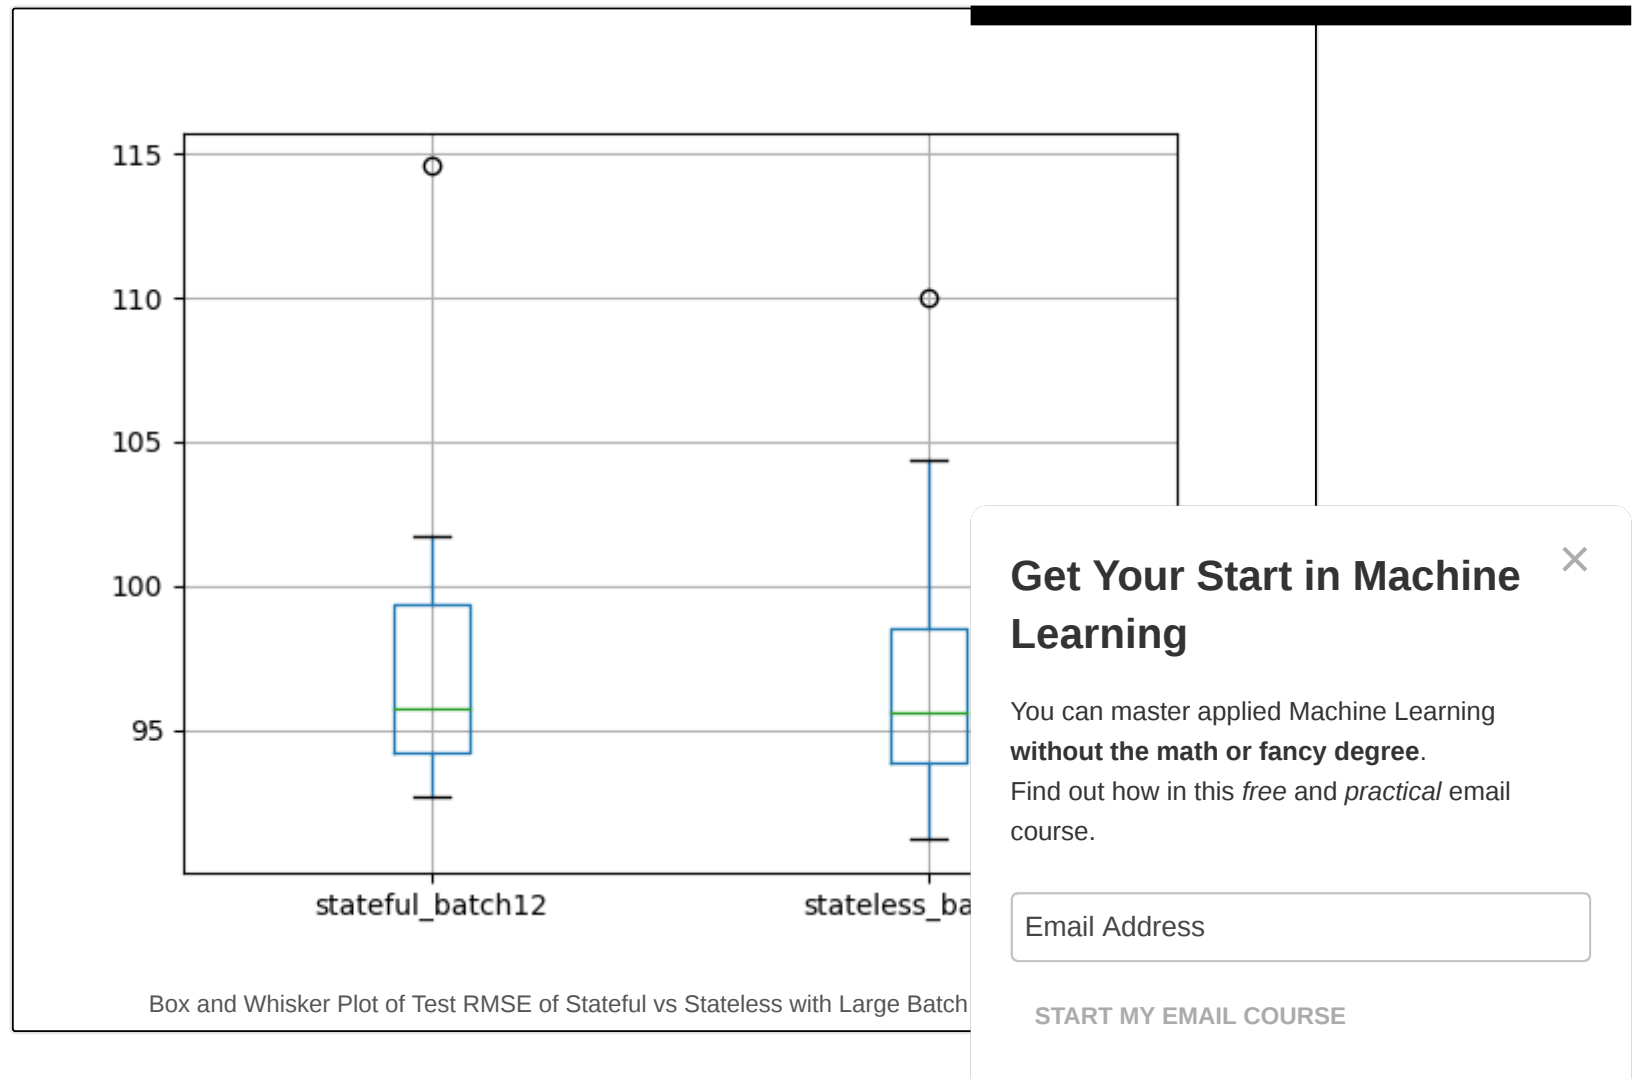 115
110
105
100
95
stateful_batch12
stateless_ba
Box and Whisker Plot of Test RMSE of Stateful vs Stateless with Large Batch
Get Your Start in Machine
Learning
You can master applied Machine Learning
without the math or fancy degree.
Find out how in this free and practical email
course.
Email Address
START MY EMAIL COURSE